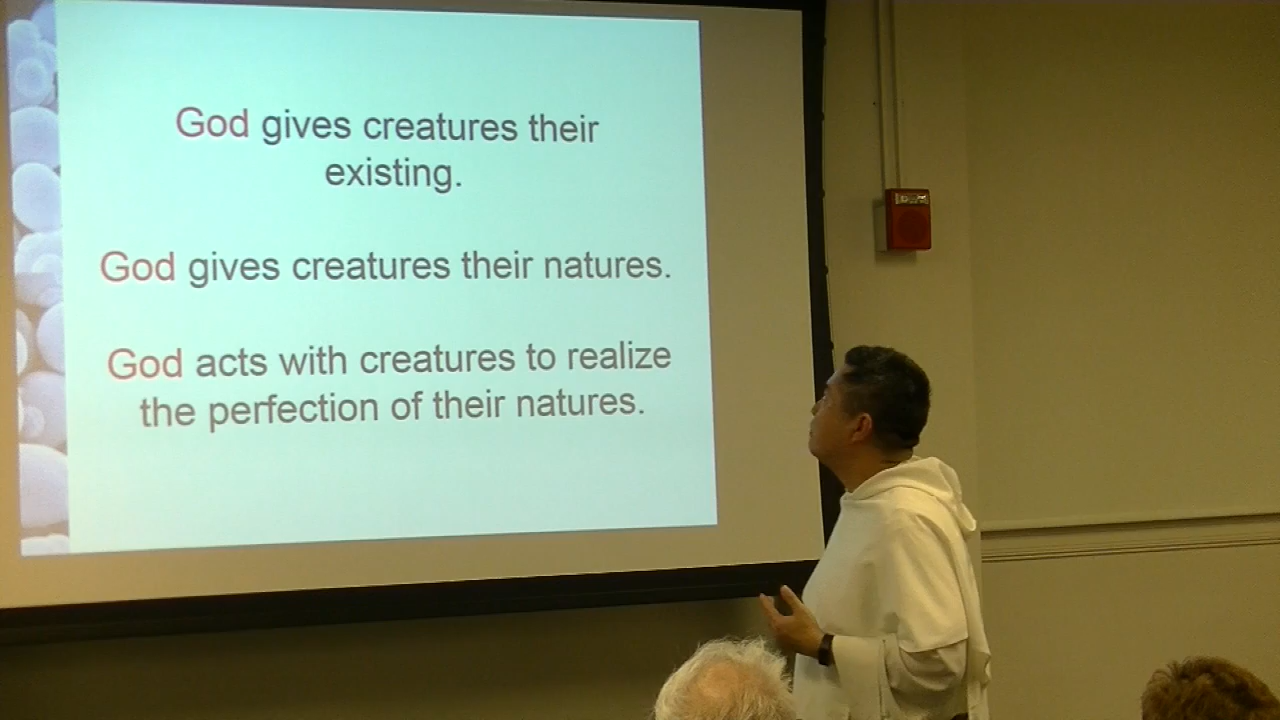 God gives creatures their
existing.
God gives creatures their natures.
God acts with creatures to realize
the perfection of their natures.